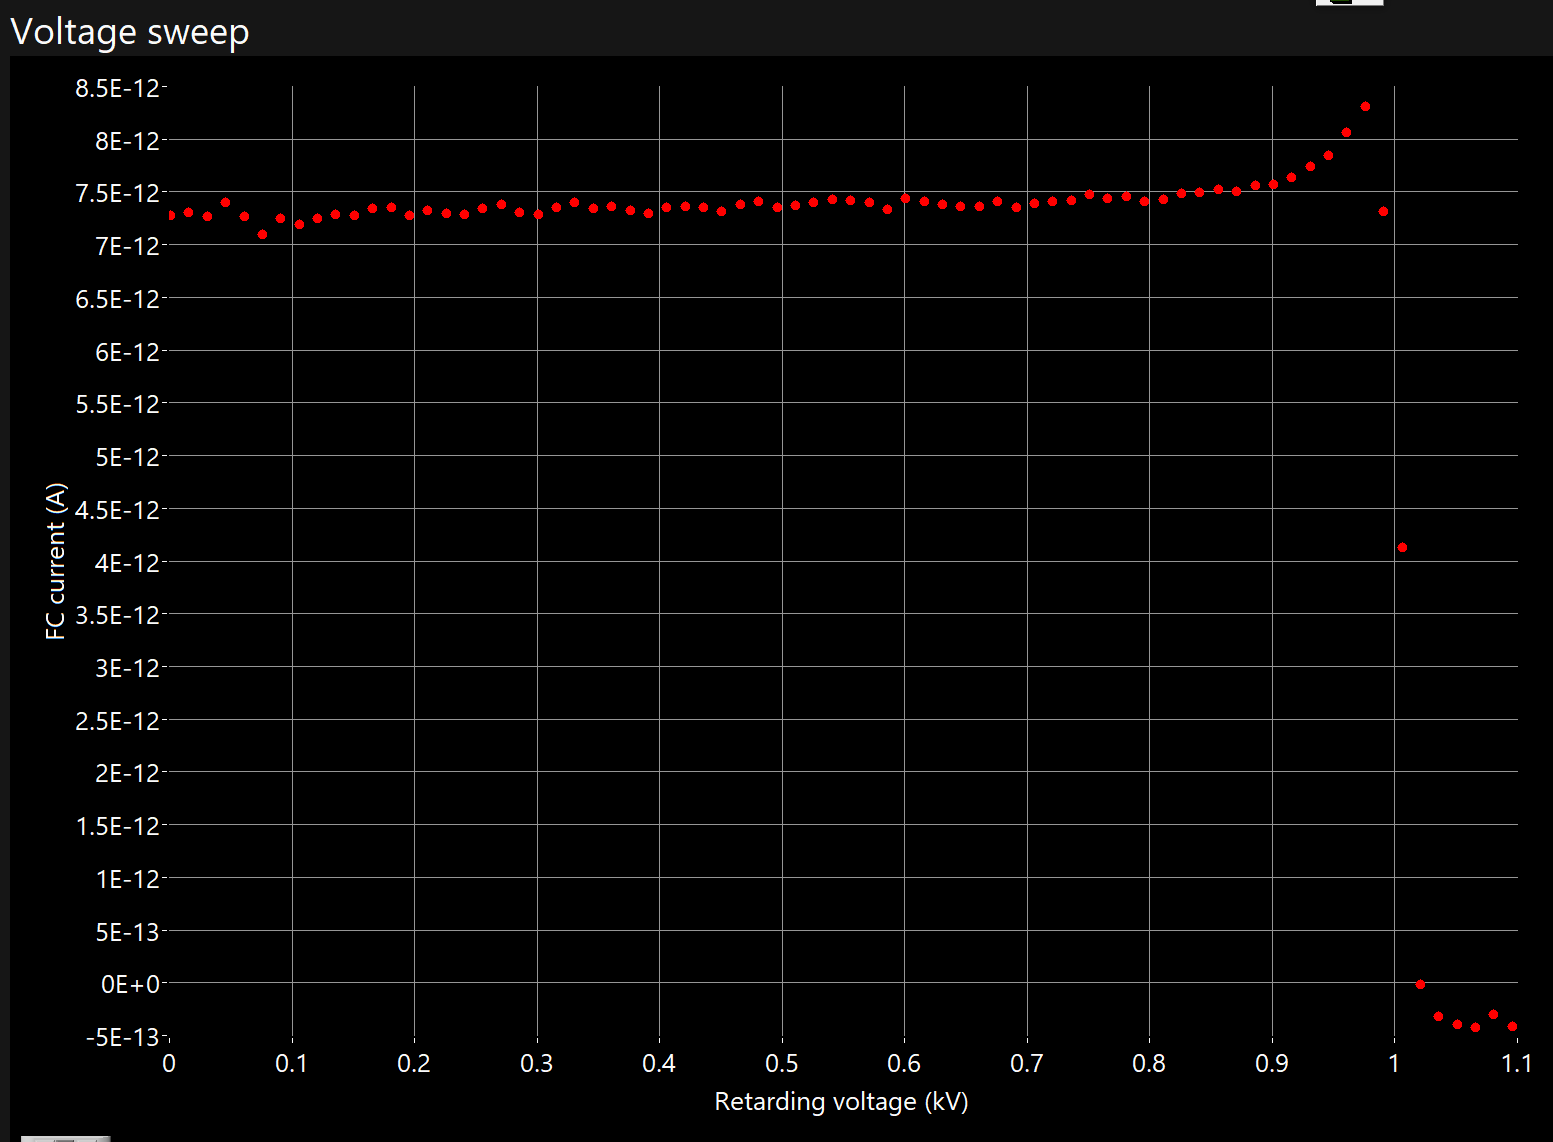 Voltage sweep
8.5E-12
8E-12
7.5E-12
7E-12
6.5E-12
6E-12
5.5E-12
5E-12
4.5E-12
4E-12
3.5E-12
3E-12
2.5E-12
2E-12
1.5E-12
1E-12
5E-13
0E+0
-5E-13
FC current (A)
0 0.1 0.2 0.3 0.4 0.5 0.6 0.7 0.8 0.9 1 1.1
Retarding voltage (kV)